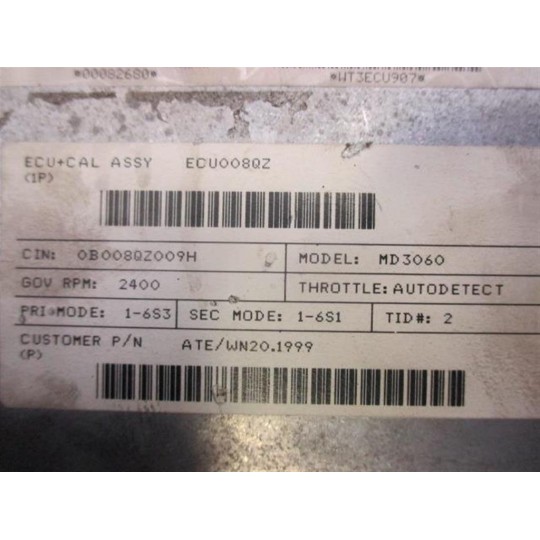 *00082680* *WT3ECU907*
ECU+CAL ASSY ECU008QZ
(1P)
CIN: 0B008QZ009H MODEL: MD3060
GOV RPM: 2400 THROTTLE: AUTODETECT
PRI MODE: 1-6S3 SEC MODE: 1-6S1 TID#: 2
CUSTOMER P/N ATE/WN20.1999
(P)